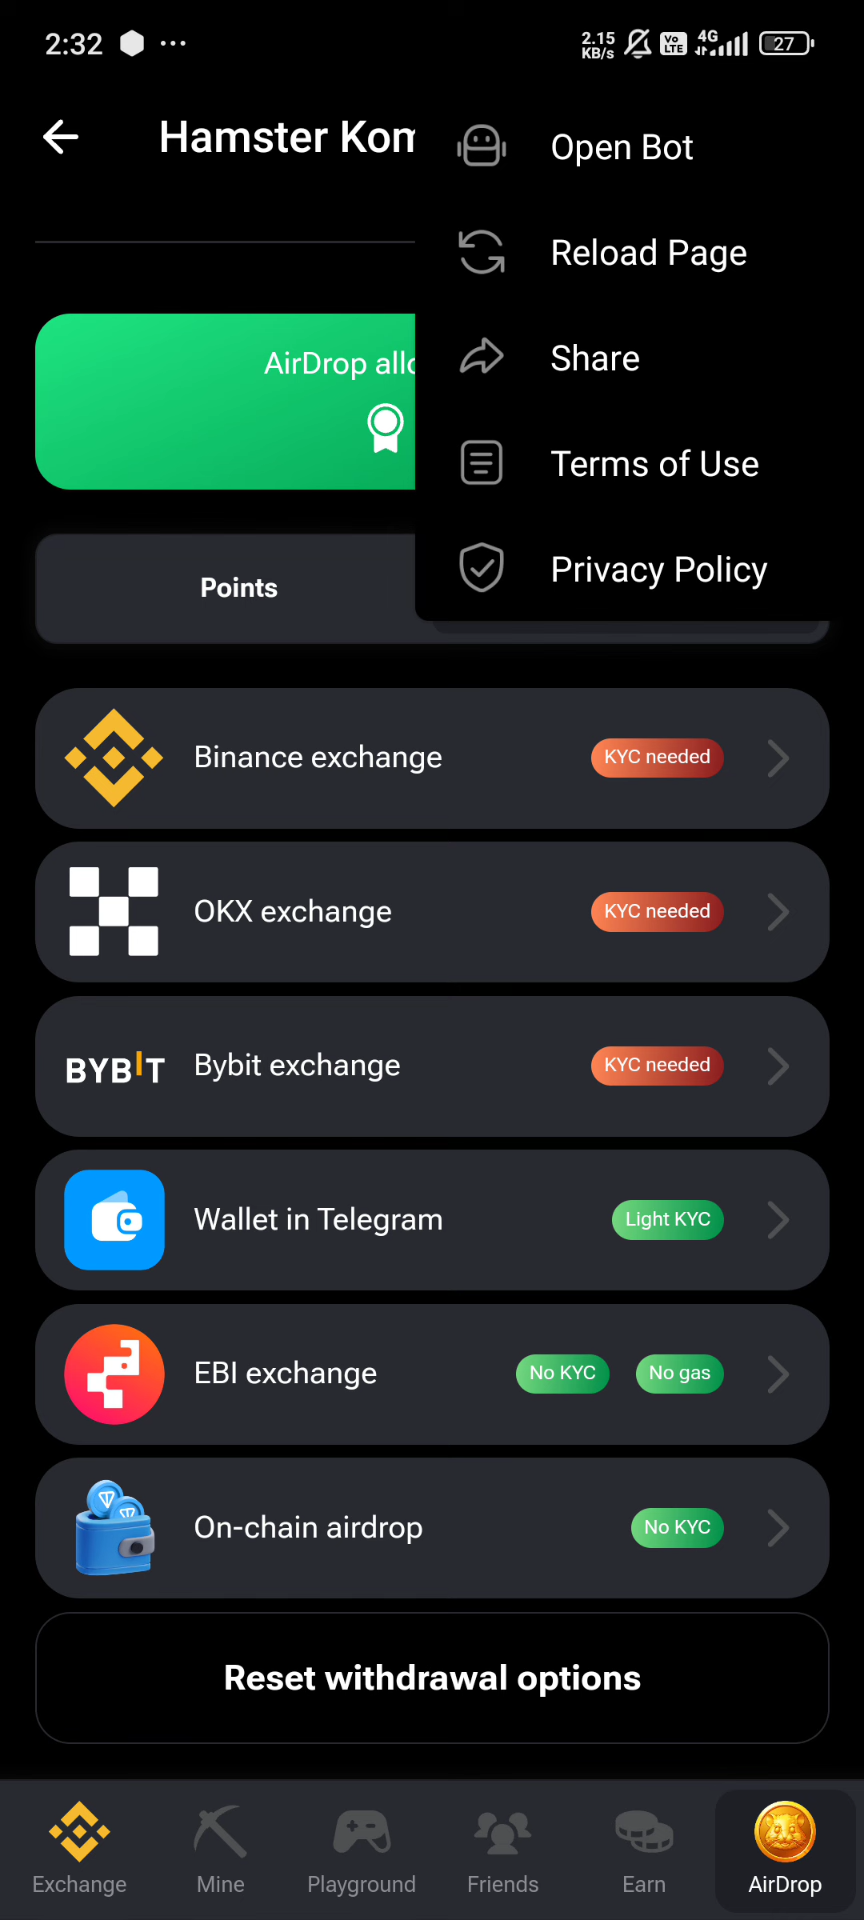 2:32 ... 2.15 KB/s Vo LTE 4G 27
Hamster Kom
Open Bot
Reload Page
Share
Terms of Use
Privacy Policy
AirDrop allo
Points
Binance exchange KYC needed
OKX exchange KYC needed
BYBIT Bybit exchange KYC needed
Wallet in Telegram Light KYC
EBI exchange No KYC No gas
On-chain airdrop No KYC
Reset withdrawal options
Exchange Mine Playground Friends Earn AirDrop